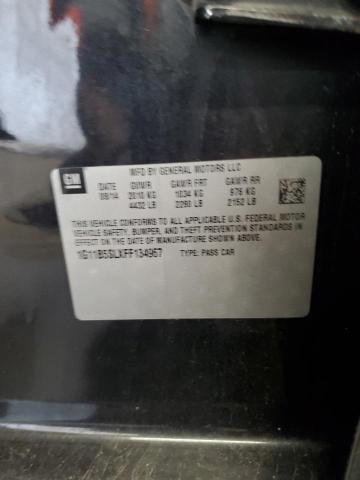 GM
MFD BY GENERAL MOTORS LLC
DATE GVWR GAWR FRT GAWR RR
08/14 2010 KG 1034 KG 976 KG
4432 LB 2280 LB 2152 LB
THIS VEHICLE CONFORMS TO ALL APPLICABLE U.S. FEDERAL MOTOR
VEHICLE SAFETY, BUMPER, AND THEFT PREVENTION STANDARDS IN
EFFECT ON THE DATE OF MANUFACTURE SHOWN ABOVE.
1G11B5SLXFF134967 TYPE: PASS CAR